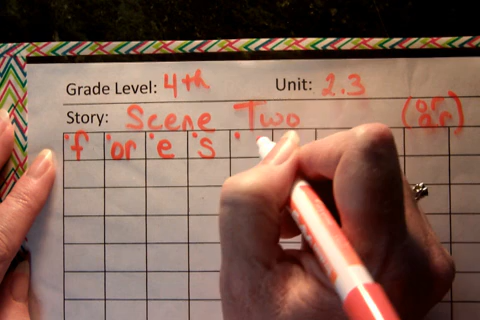 Grade Level: 4th Unit: 2.3
Story: Scene Two (or
ar)
f or e s